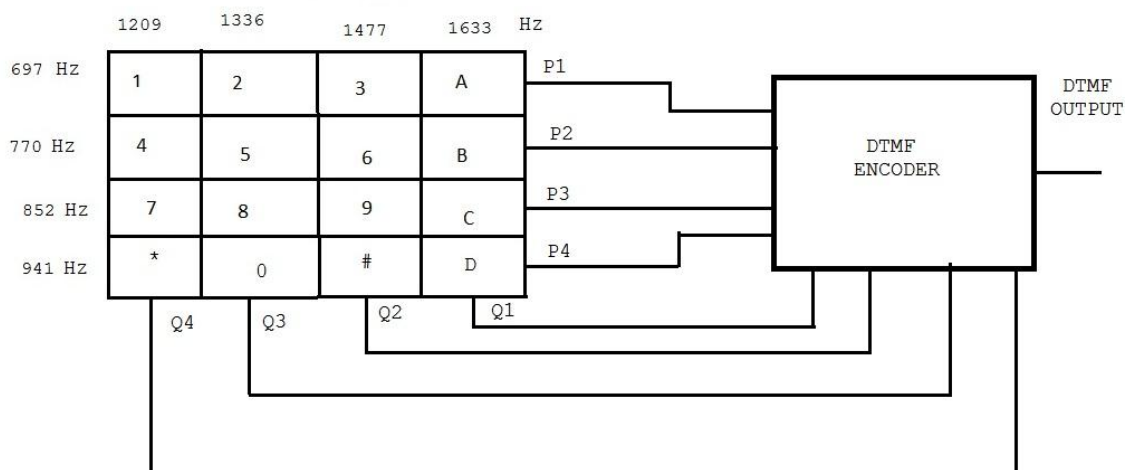 1209 1336 1477 1633 Hz
697 Hz 1 2 3 A P1
DTMF
OUTPUT
770 Hz 4 5 6 B P2
DTMF
ENCODER
852 Hz 7 8 9 C P3
941 Hz * 0 # D P4
Q4 Q3 Q2 Q1